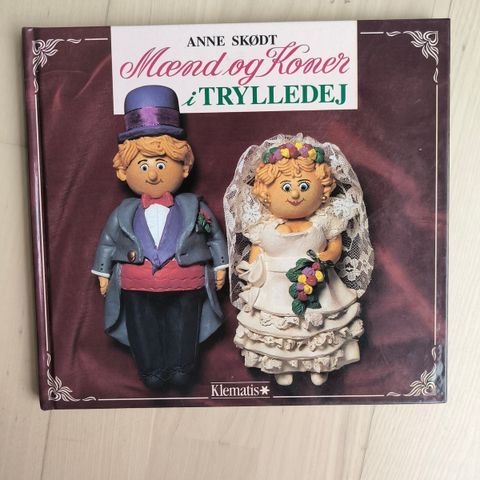 ANNE SKØDT
Mænd og Koner
i TRYLLEDEJ
Klematis*